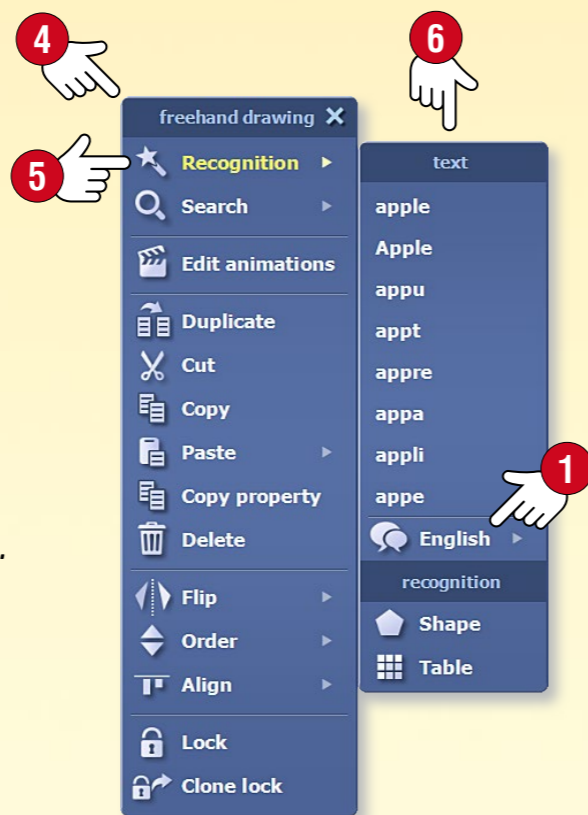 4
6
freehand drawing
5
Recognition
Search
Edit animations
Duplicate
Cut
Copy
Paste
Copy property
Delete
Flip
Order
Align
Lock
Clone lock
text
apple
Apple
appu
appt
appre
appa
appli
appe
1
English
recognition
Shape
Table
.